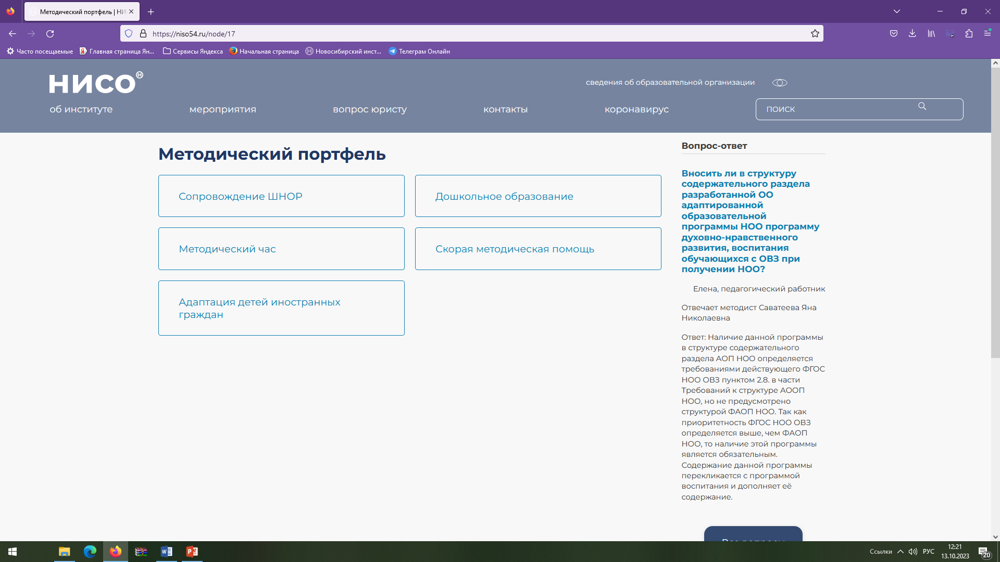 Методический портфель | НИ
https://niso54.ru/node/17
Часто посещаемые
Главная страница Ян...
Сервисы Яндекса
Начальная страница
Новосибирский инст...
Телеграм Онлайн
НИСО
сведения об образовательной организации
об институте
мероприятия
вопрос юристу
контакты
коронавирус
ПОИСК
Методический портфель
Сопровождение ШНОР
Дошкольное образование
Методический час
Скорая методическая помощь
Адаптация детей иностранных
граждан
Вопрос-ответ
Вносить ли в структуру
содержательного раздела
разработанной ОО
адаптированной
образовательной
программы НОО программу
духовно-нравственного
развития, воспитания
обучающихся с ОВЗ при
получении НОО?
Елена, педагогический работник
Отвечает методист Саватеева Яна
Николаевна
Ответ: Наличие данной программы
в структуре содержательного
раздела АОП НОО определяется
требованиями действующего ФГОС
НОО ОВЗ пунктом 2.8. в части
Требований к структуре АООП
НОО, но не предусмотрено
структурой ФАОП НОО. Так как
приоритетность ФГОС НОО ОВЗ
определяется выше, чем ФАОП
НОО, то наличие этой программы
является обязательным.
Содержание данной программы
перекликается с программой
воспитания и дополняет её
содержание.
Все вопросы
Ссылки
РУС
12:21
13.10.2023
20